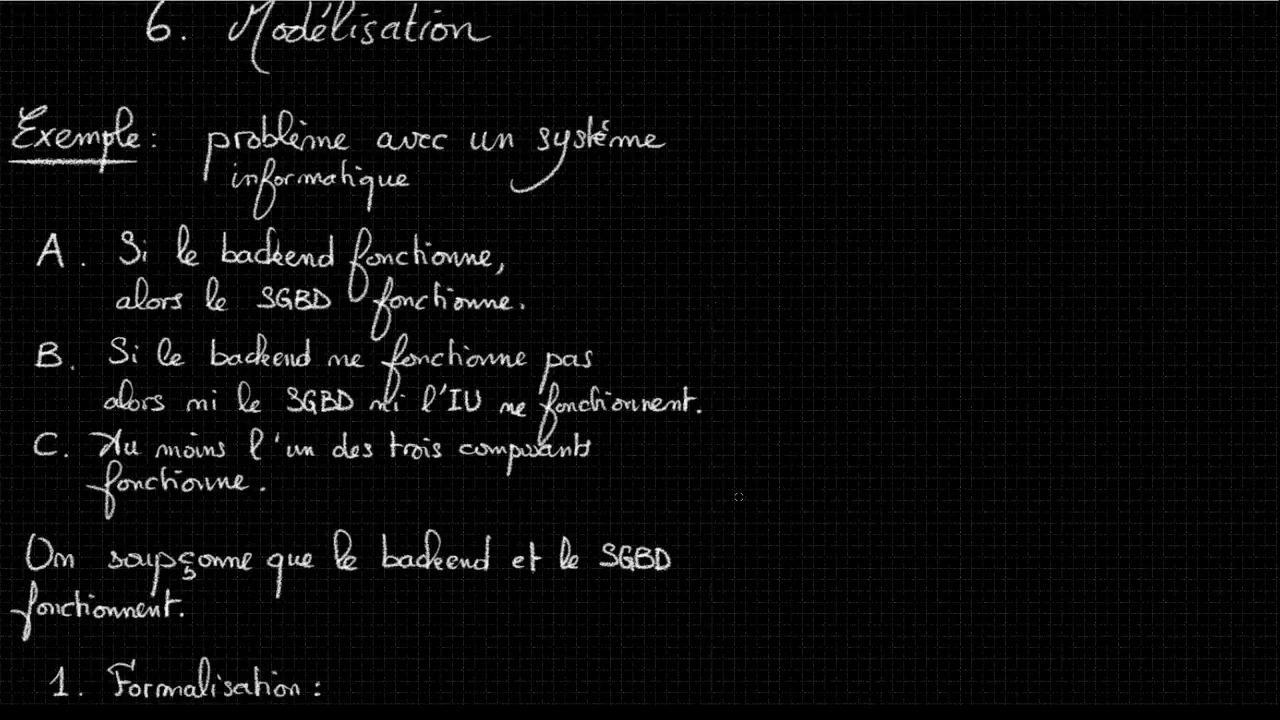 6. Modélisation
Exemple : problème avec un système
informatique
A. Si le backend fonctionne,
alors le SGBD fonctionne.
B. Si le backend ne fonctionne pas
alors ni le SGBD ni l'IU ne fonctionnent.
C. Au moins l'un des trois composants
fonctionne.
On soupçonne que le backend et le SGBD
fonctionnent.
1. Formalisation :